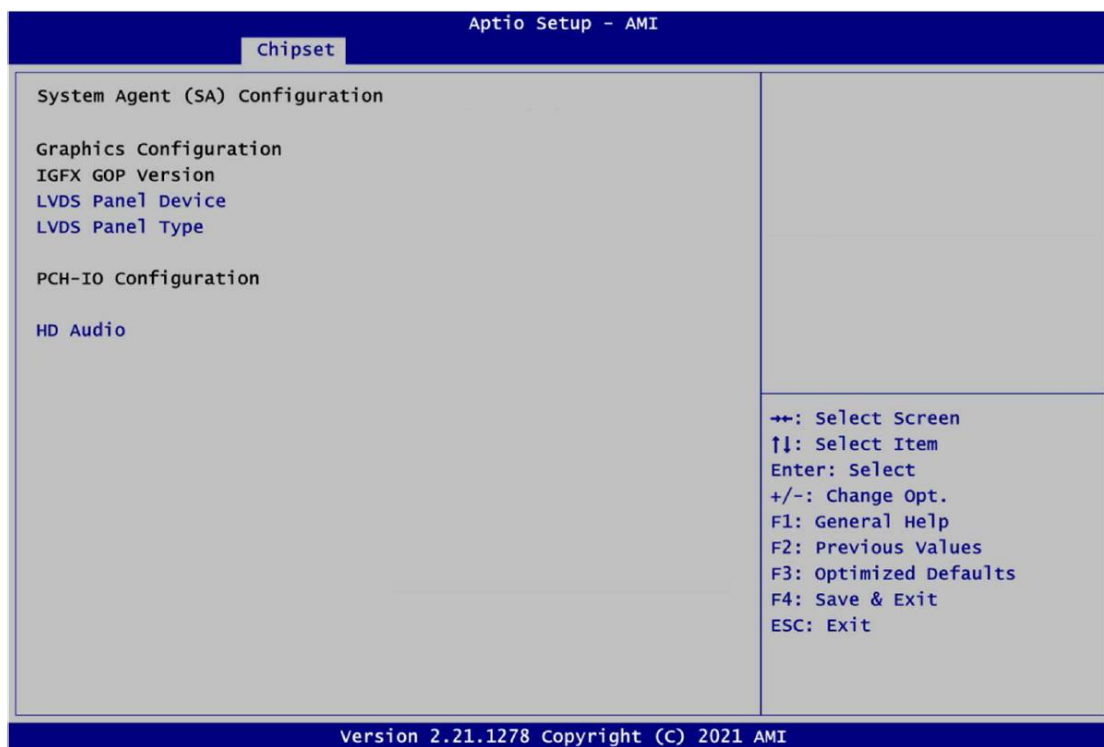 Aptio Setup - AMI
Chipset
System Agent (SA) Configuration
Graphics Configuration
IGFX GOP Version
LVDS Panel Device
LVDS Panel Type
PCH-IO Configuration
HD Audio
→←: Select Screen
↑↓: Select Item
Enter: Select
+/-: Change Opt.
F1: General Help
F2: Previous Values
F3: Optimized Defaults
F4: Save & Exit
ESC: Exit
Version 2.21.1278 Copyright (C) 2021 AMI